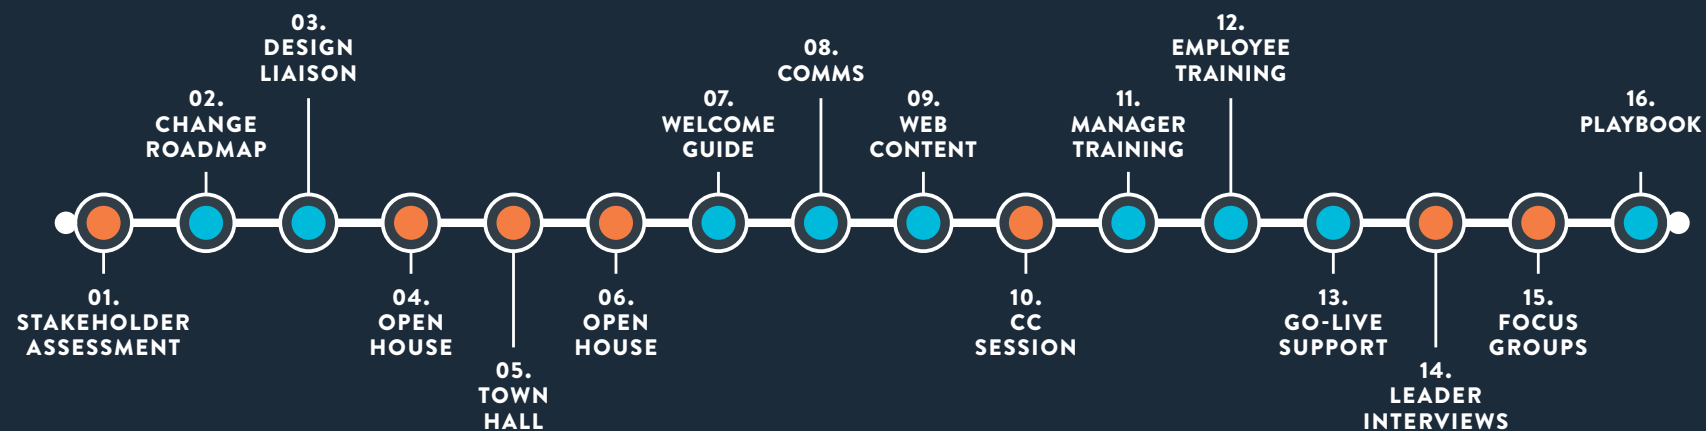 01.
STAKEHOLDER
ASSESSMENT
02.
CHANGE
ROADMAP
03.
DESIGN
LIAISON
04.
OPEN
HOUSE
05.
TOWN
HALL
06.
OPEN
HOUSE
07.
WELCOME
GUIDE
08.
COMMS
09.
WEB
CONTENT
10.
CC
SESSION
11.
MANAGER
TRAINING
12.
EMPLOYEE
TRAINING
13.
GO-LIVE
SUPPORT
14.
LEADER
INTERVIEWS
15.
FOCUS
GROUPS
16.
PLAYBOOK